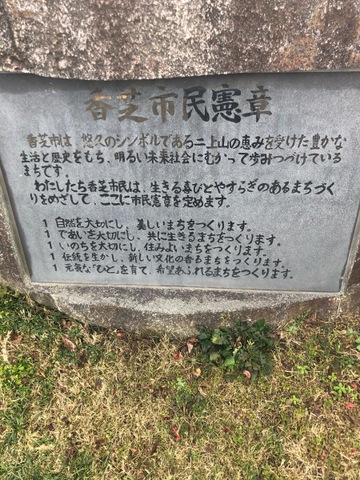 香芝市民憲章
香芝市は、悠久のシンボルである二上山の恵みを受けた豊かな
生活と歴史をもち、明るい未来社会にむかって歩みつづけている
まちです。
わたしたち香芝市民は、生きる喜びとやすらぎのあるまちづく
りをめざして、ここに市民憲章を定めます。
1 自然を大切にし、美しいまちをつくります。
1 であいを大切にし、共に生きるまちをつくります。
1 いのちを大切にし、住みよいまちをつくります。
1 伝統を生かし、新しい文化の香るまちをつくります。
1 元気な「ひと」を育て、希望あふれるまちをつくります。